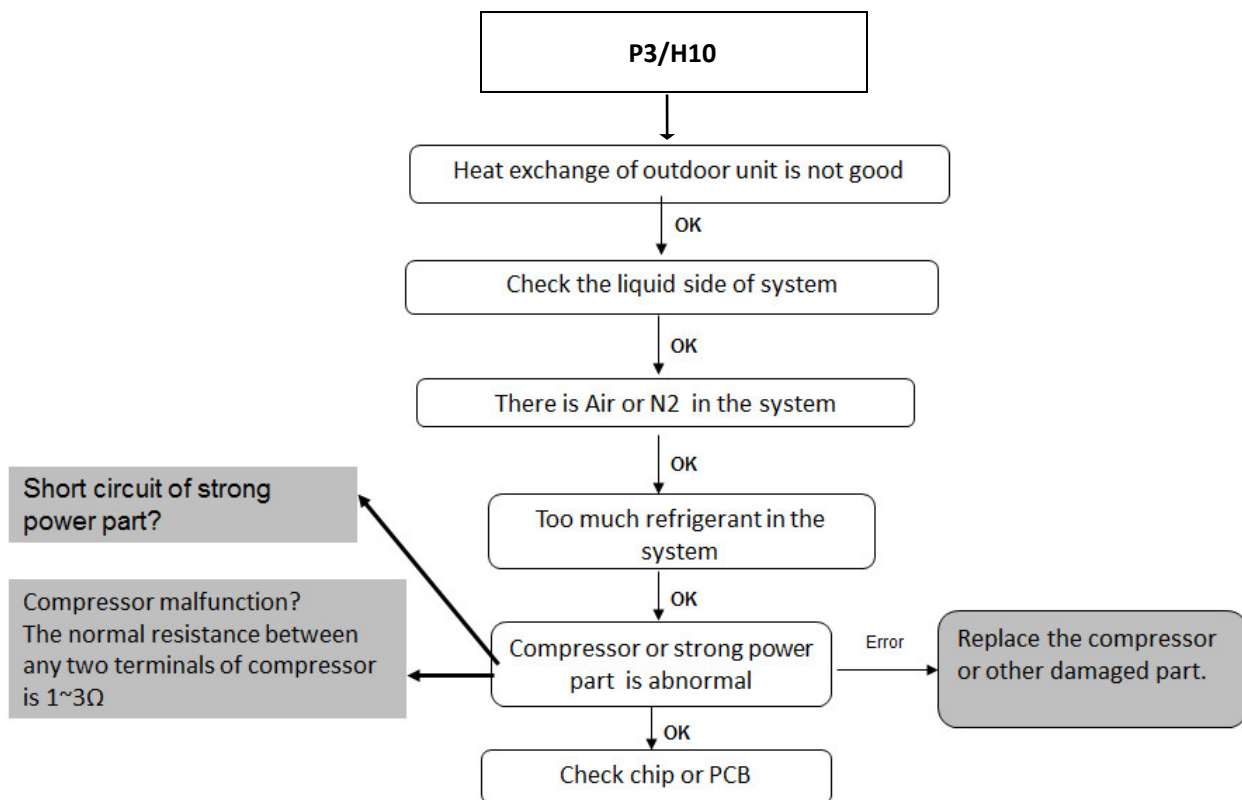 P3/H10
Heat exchange of outdoor unit is not good
OK
Check the liquid side of system
OK
There is Air or N2 in the system
OK
Too much refrigerant in the
system
OK
Short circuit of strong
power part?
Compressor malfunction?
The normal resistance between
any two terminals of compressor
is 1~3Ω
Compressor or strong power
part is abnormal
Error
Replace the compressor
or other damaged part.
OK
Check chip or PCB